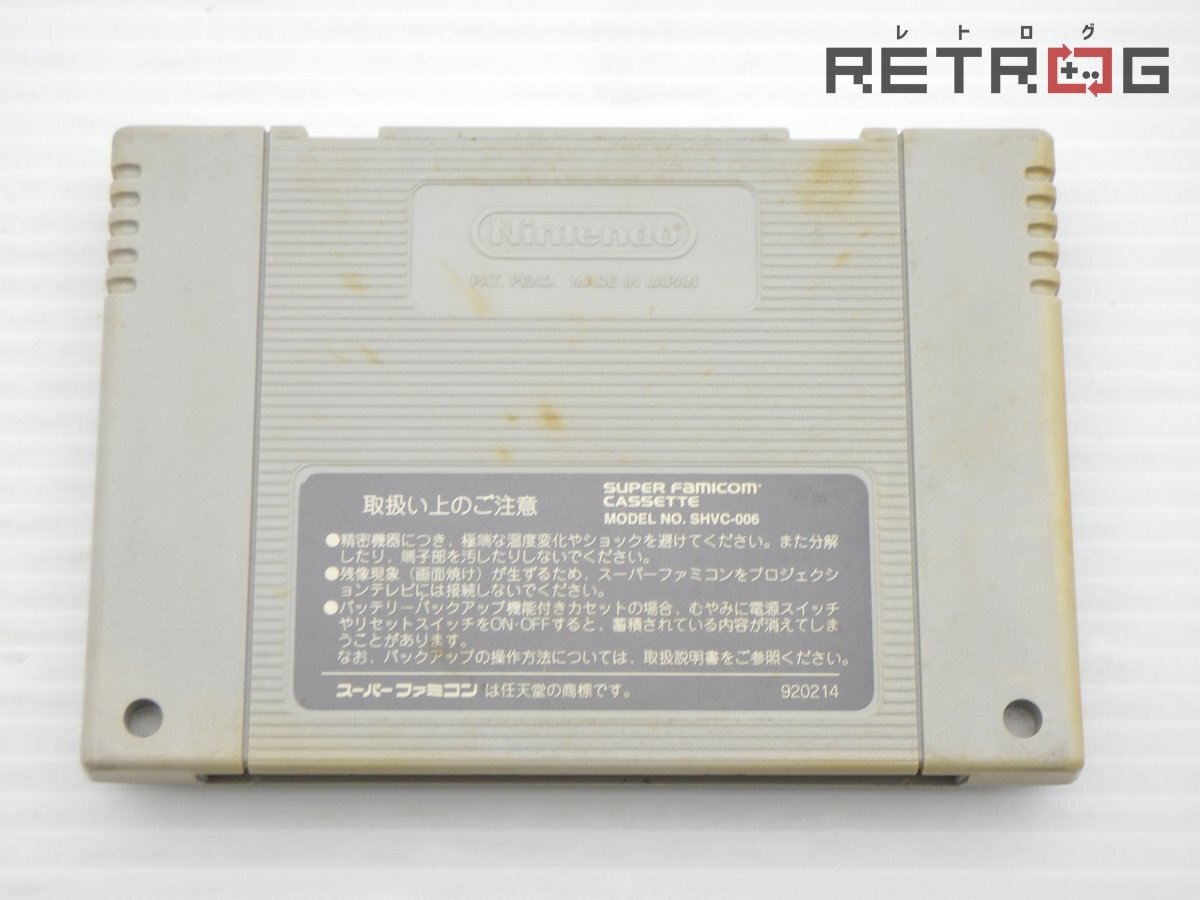 レトログ
RETROG
Nintendo
PAT. PEND. MADE IN JAPAN
取扱い上のご注意
SUPER FAMICOM
CASSETTE
MODEL NO. SHVC-006
●精密機器につき、極端な温度変化やショックを避けてください。また分解
したり、端子部を汚したりしないでください。
●残像現象（画面焼け）が生ずるため、スーパーファミコンをプロジェクシ
ョンテレビには接続しないでください。
●バッテリーバックアップ機能付きカセットの場合、むやみに電源スイッチ
やリセットスイッチをON・OFFすると、蓄積されている内容が消えてしま
うことがあります。
なお、バックアップの操作方法については、取扱説明書をご参照ください。
スーパーファミコンは任天堂の商標です。
920214